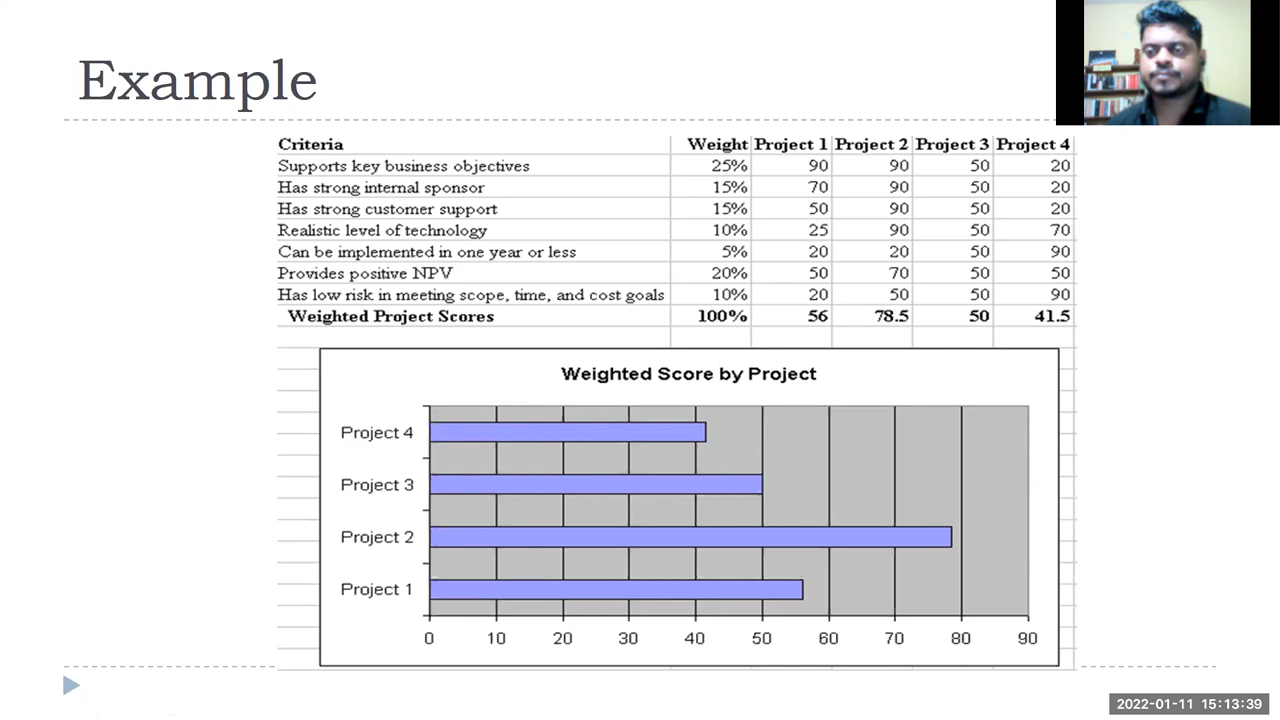 Example
Criteria Weight Project 1 Project 2 Project 3 Project 4
Supports key business objectives 25% 90 90 50 20
Has strong internal sponsor 15% 70 90 50 20
Has strong customer support 15% 50 90 50 20
Realistic level of technology 10% 25 90 50 70
Can be implemented in one year or less 5% 20 20 50 90
Provides positive NPV 20% 50 70 50 50
Has low risk in meeting scope, time, and cost goals 10% 20 50 50 90
Weighted Project Scores 100% 56 78.5 50 41.5
Weighted Score by Project
Project 4
Project 3
Project 2
Project 1
0 10 20 30 40 50 60 70 80 90
2022-01-11 15:13:39